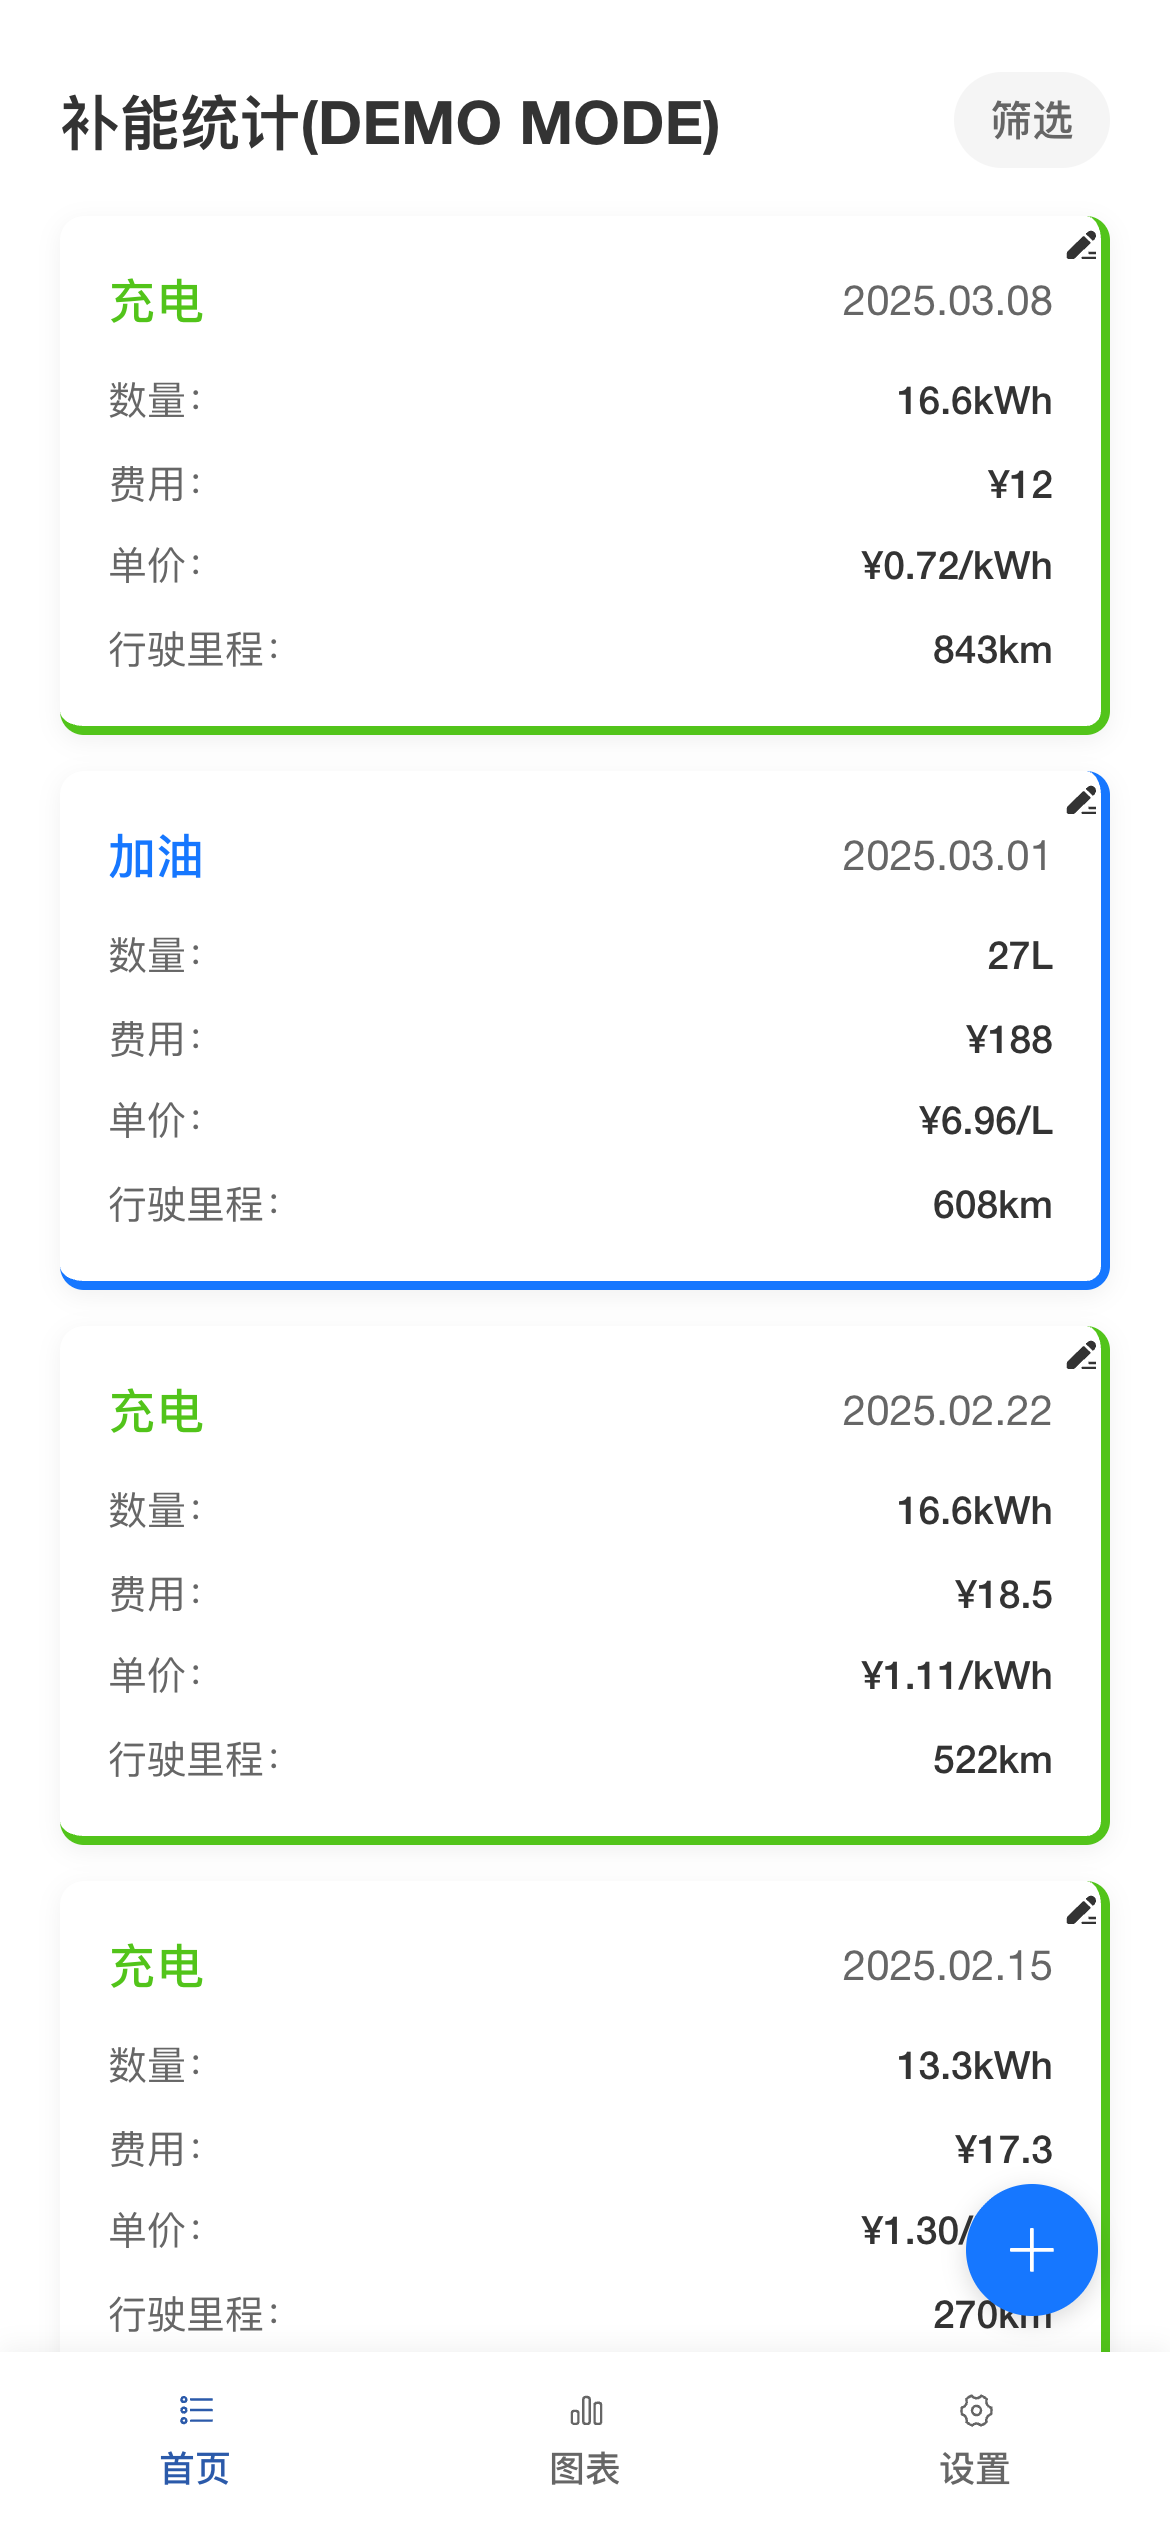 补能统计(DEMO MODE) 筛选
充电 2025.03.08
数量： 16.6kWh
费用： ¥12
单价： ¥0.72/kWh
行驶里程： 843km
加油 2025.03.01
数量： 27L
费用： ¥188
单价： ¥6.96/L
行驶里程： 608km
充电 2025.02.22
数量： 16.6kWh
费用： ¥18.5
单价： ¥1.11/kWh
行驶里程： 522km
充电 2025.02.15
数量： 13.3kWh
费用： ¥17.3
单价： ¥1.30/
行驶里程： 270km
首页 图表 设置